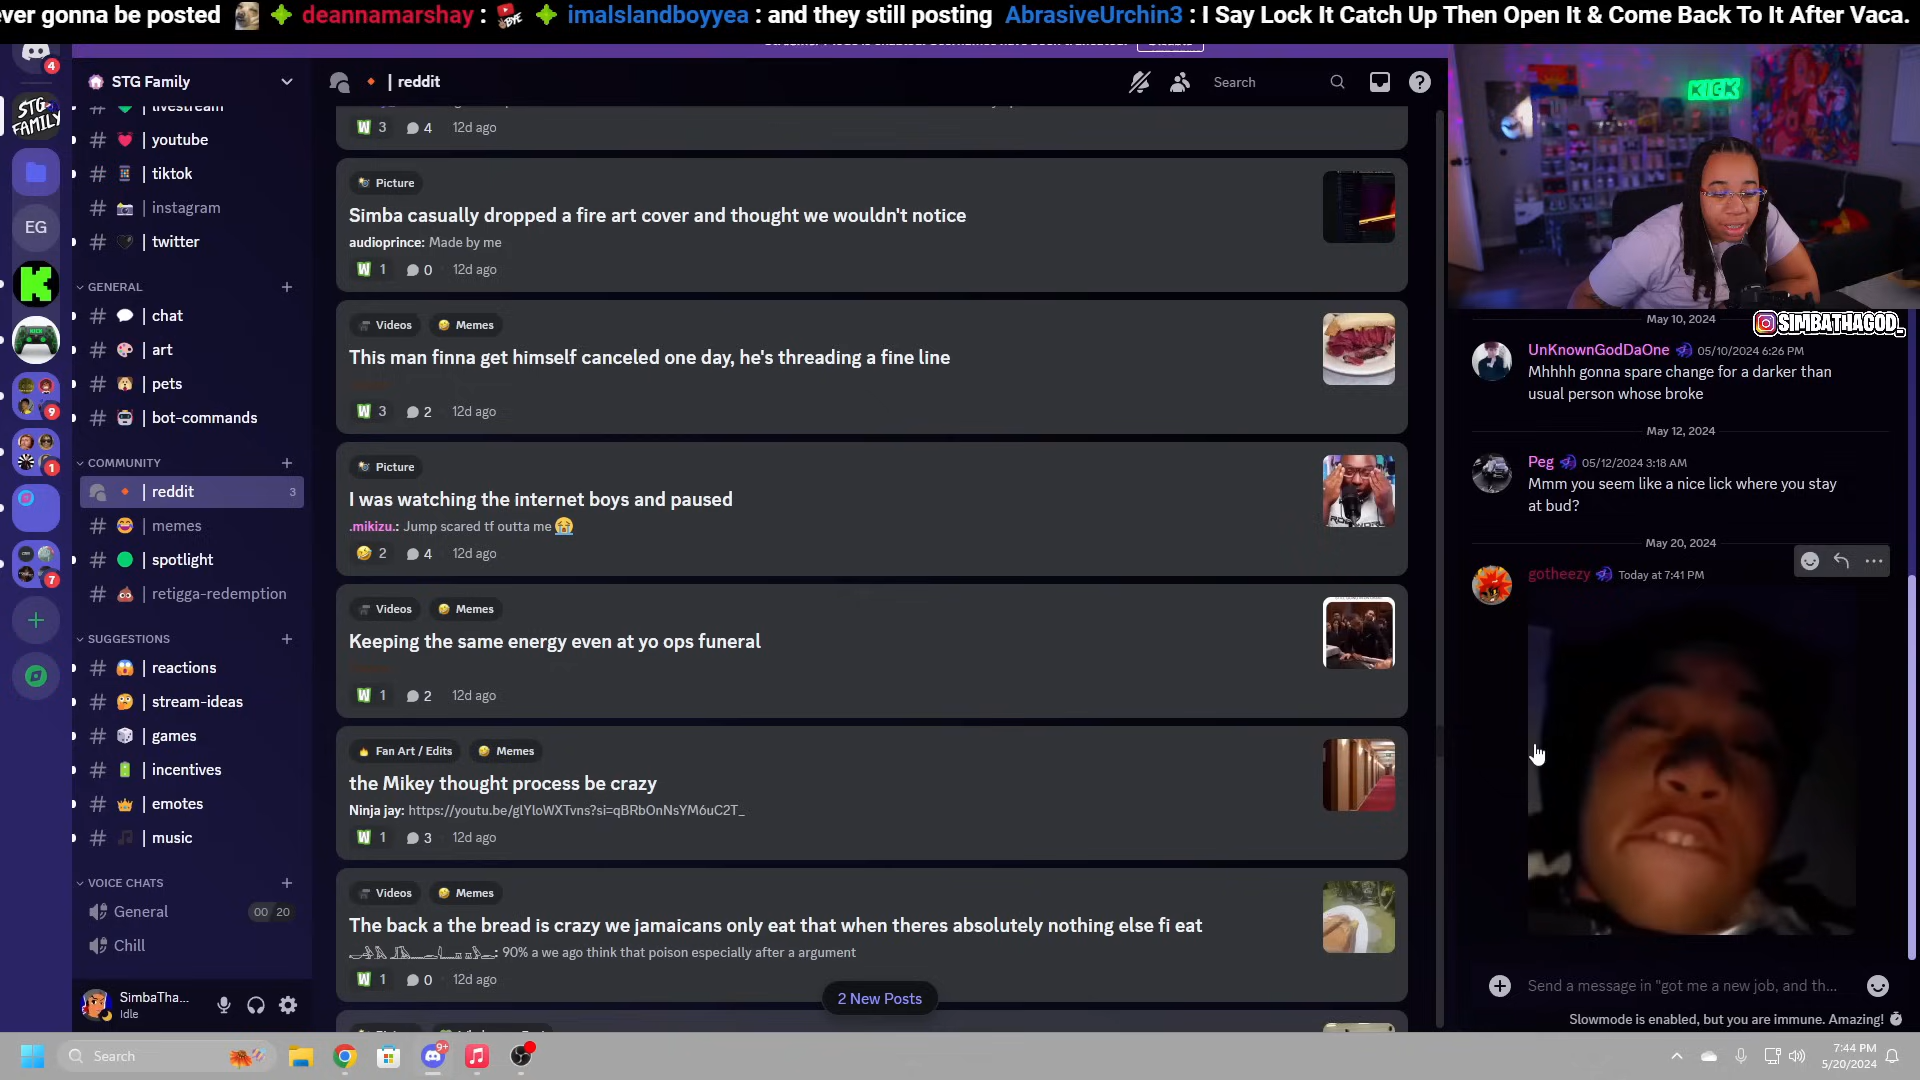 ver gonna be posted deannamarshay : BYE imaIslandboyyea : and they still posting AbrasiveUrchin3 : I Say Lock It Catch Up Then Open It & Come Back To It After Vaca.
4
STG Family
| reddit
Search
KICK
STG
FAMILY
# | livestream
# | youtube
# | tiktok
# | instagram
# | twitter
EG
GENERAL
# | chat
# | art
# | pets
# | bot-commands
9
COMMUNITY
1
| reddit 3
# | memes
# | spotlight
# | retigga-redemption
7
SUGGESTIONS
# | reactions
# | stream-ideas
# | games
# | incentives
# | emotes
# | music
VOICE CHATS
General 00 20
Chill
SimbaTha...
Idle
W 3 4 12d ago
Picture
Simba casually dropped a fire art cover and thought we wouldn't notice
audioprince: Made by me
W 1 0 12d ago
Videos Memes
This man finna get himself canceled one day, he's threading a fine line
W 3 2 12d ago
Picture
I was watching the internet boys and paused
.mikizu.: Jump scared tf outta me
2 4 12d ago
Videos Memes
Keeping the same energy even at yo ops funeral
W 1 2 12d ago
Fan Art / Edits Memes
the Mikey thought process be crazy
Ninja jay: https://youtu.be/glYloWXTvns?si=qBRbOnNsYM6uC2T_
W 1 3 12d ago
Videos Memes
The back a the bread is crazy we jamaicans only eat that when theres absolutely nothing else fi eat
90% a we ago think that poison especially after a argument
W 1 0 12d ago
2 New Posts
May 10, 2024
SIMBATHAGOD_
UnKnownGodDaOne 05/10/2024 6:26 PM
Mhhhh gonna spare change for a darker than
usual person whose broke
May 12, 2024
Peg 05/12/2024 3:18 AM
Mmm you seem like a nice lick where you stay
at bud?
May 20, 2024
gotheezy Today at 7:41 PM
Send a message in "got me a new job, and th...
Slowmode is enabled, but you are immune. Amazing!
Search
9+
7:44 PM
5/20/2024